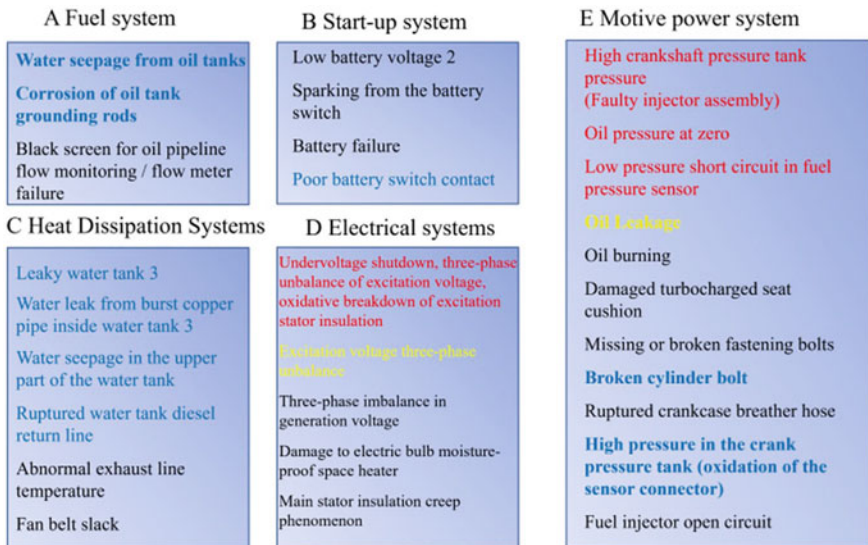 A Fuel system
Water seepage from oil tanks
Corrosion of oil tank
grounding rods
Black screen for oil pipeline
flow monitoring / flow meter
failure
B Start-up system
Low battery voltage 2
Sparking from the battery
switch
Battery failure
Poor battery switch contact
C Heat Dissipation Systems
Leaky water tank 3
Water leak from burst copper
pipe inside water tank 3
Water seepage in the upper
part of the water tank
Ruptured water tank diesel
return line
Abnormal exhaust line
temperature
Fan belt slack
D Electrical systems
Undervoltage shutdown, three-phase
unbalance of excitation voltage,
oxidative breakdown of excitation
stator insulation
Excitation voltage three-phase
unbalance
Three-phase imbalance in
generation voltage
Damage to electric bulb moisture-
proof space heater
Main stator insulation creep
phenomenon
E Motive power system
High crankshaft pressure tank
pressure
(Faulty injector assembly)
Oil pressure at zero
Low pressure short circuit in fuel
pressure sensor
Oil Leakage
Oil burning
Damaged turbocharged seat
cushion
Missing or broken fastening bolts
Broken cylinder bolt
Ruptured crankcase breather hose
High pressure in the crank
pressure tank (oxidation of the
sensor connector)
Fuel injector open circuit